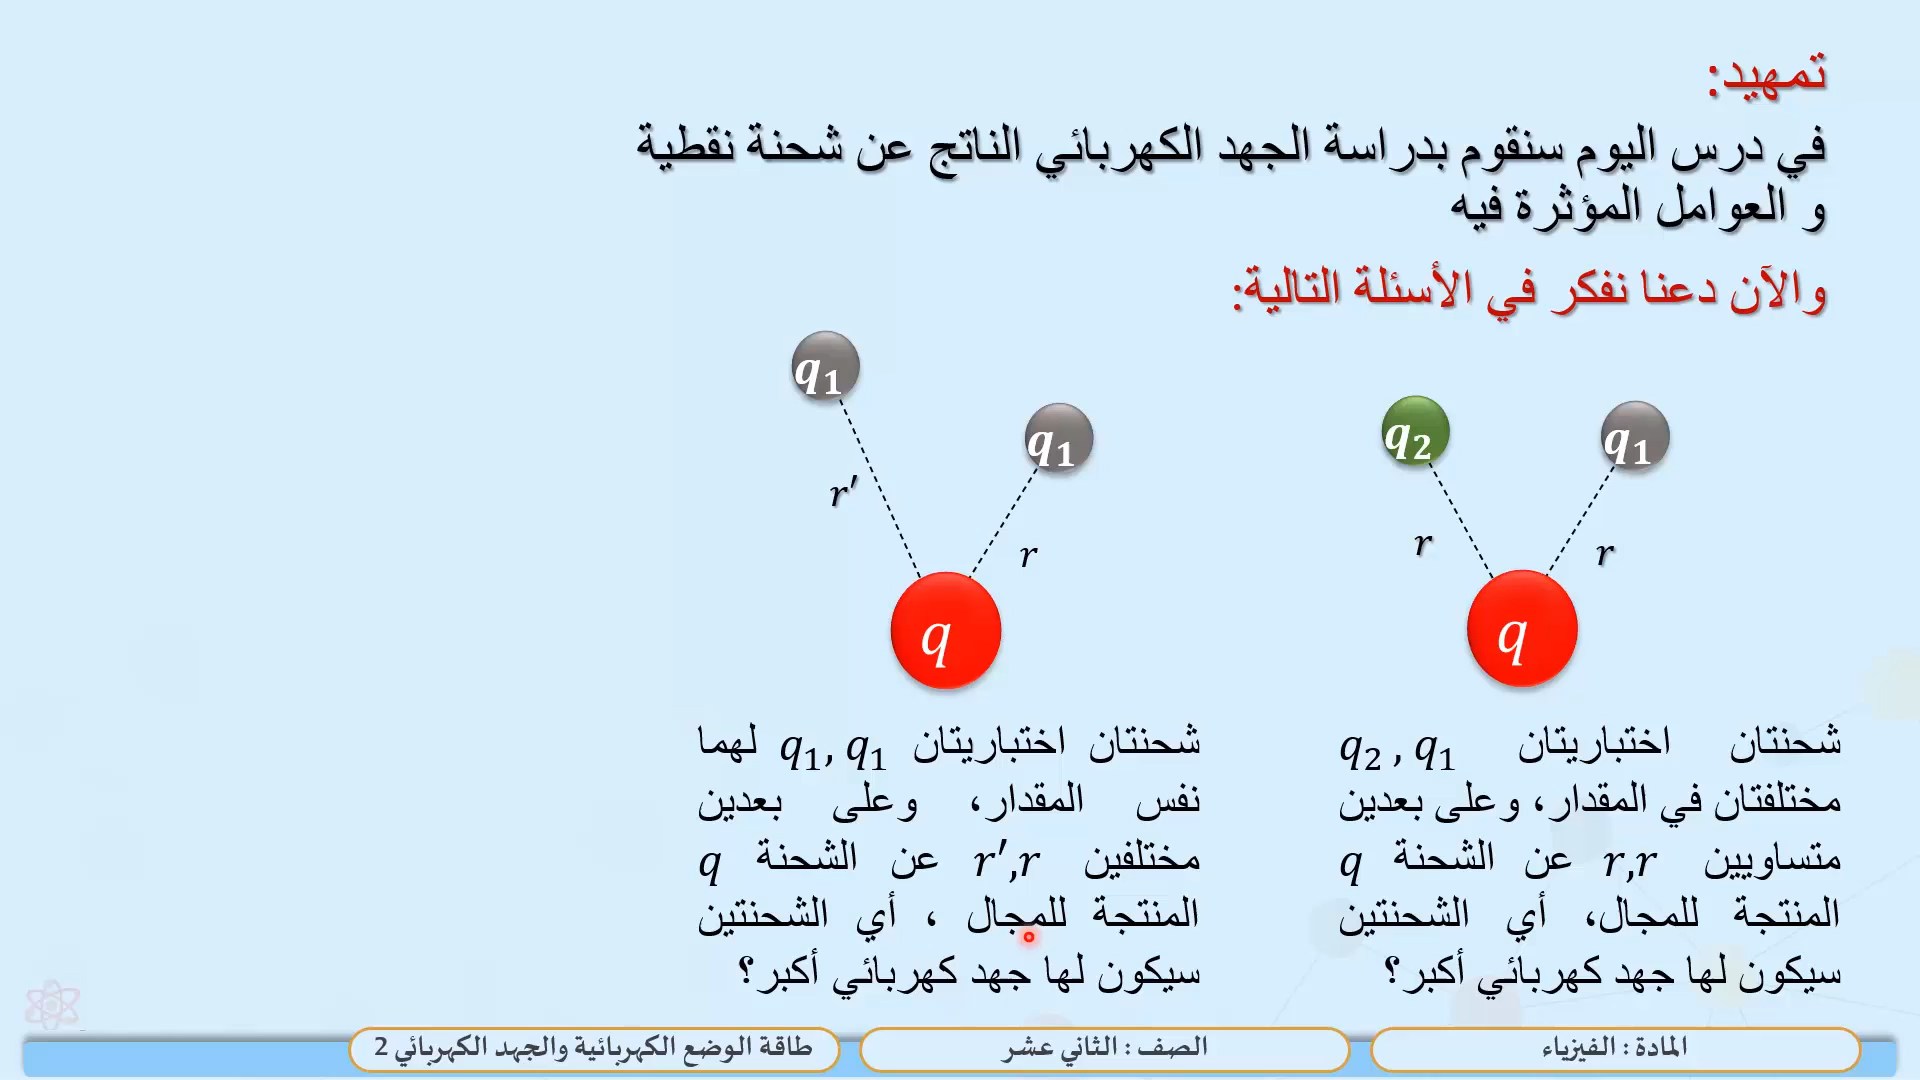 تمهيد:
في درس اليوم سنقوم بدراسة الجهد الكهربائي الناتج عن شحنة نقطية
و العوامل المؤثرة فيه
والآن دعنا نفكر في الأسئلة التالية:
q₂
q₁
r
r
q
شحنتان اختباريتان q₂ , q₁
مختلفتان في المقدار، وعلى بعدين
متساويين r,r عن الشحنة q
المنتجة للمجال، أي الشحنتين
سيكون لها جهد كهربائي أكبر؟
q₁
q₁
r′
r
q
شحنتان اختباريتان q₁, q₁ لهما
نفس المقدار، وعلى بعدين
مختلفين r′,r عن الشحنة q
المنتجة للمجال ، أي الشحنتين
سيكون لها جهد كهربائي أكبر؟
المادة : الفيزياء
الصف : الثاني عشر
طاقة الوضع الكهربائية والجهد الكهربائي 2